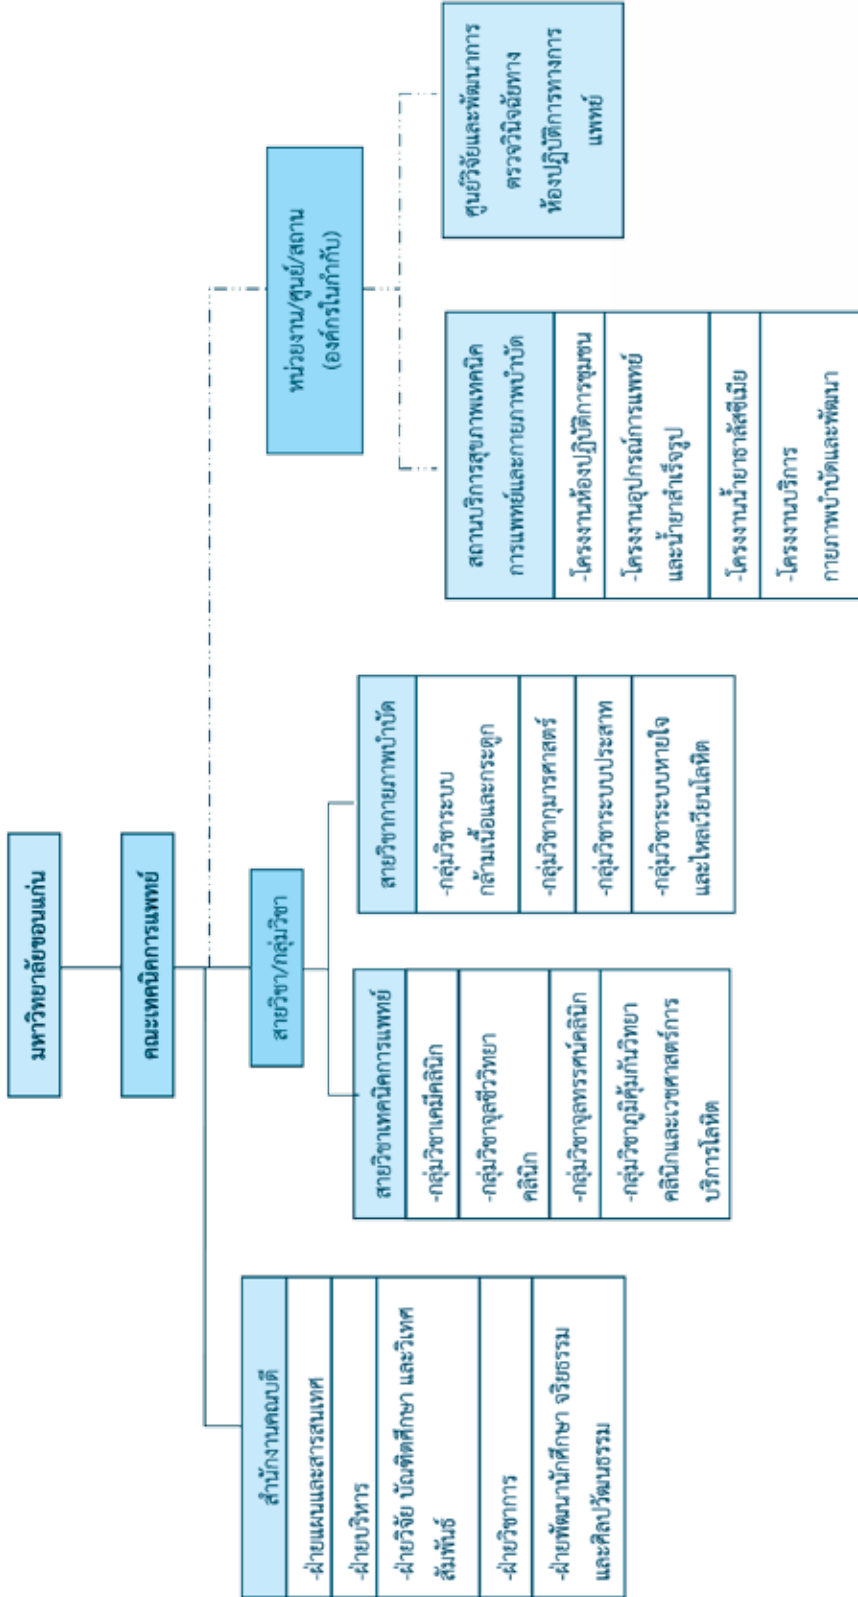 มหาวิทยาลัยขอนแก่น
คณะเทคนิคการแพทย์
สำนักงานคณบดี
-ฝ่ายแผนและสารสนเทศ
-ฝ่ายบริหาร
-ฝ่ายวิจัย บัณฑิตศึกษา และวิเทศ
สัมพันธ์
-ฝ่ายวิชาการ
-ฝ่ายพัฒนานักศึกษา จริยธรรม
และศิลปวัฒนธรรม
สายวิชา/กลุ่มวิชา
สายวิชาเทคนิคการแพทย์
-กลุ่มวิชาเคมีคลินิก
-กลุ่มวิชาจุลชีววิทยา
คลินิก
-กลุ่มวิชาจุลทรรศน์คลินิก
-กลุ่มวิชาภูมิคุ้มกันวิทยา
คลินิกและเวชศาสตร์การ
บริการโลหิต
สายวิชากายภาพบำบัด
-กลุ่มวิชาระบบ
กล้ามเนื้อและกระดูก
-กลุ่มวิชากุมารศาสตร์
-กลุ่มวิชาระบบประสาท
-กลุ่มวิชาระบบหายใจ
และไหลเวียนโลหิต
หน่วยงาน/ศูนย์/สถาน
(องค์กรในกำกับ)
สถานบริการสุขภาพเทคนิค
การแพทย์และกายภาพบำบัด
-โครงงานห้องปฏิบัติการชุมชน
-โครงงานอุปกรณ์การแพทย์
และน้ำยาสำเร็จรูป
-โครงงานน้ำยาธาลัสซีเมีย
-โครงงานบริการ
กายภาพบำบัดและพัฒนา
ศูนย์วิจัยและพัฒนาการ
ตรวจวินิจฉัยทาง
ห้องปฏิบัติการทางการ
แพทย์